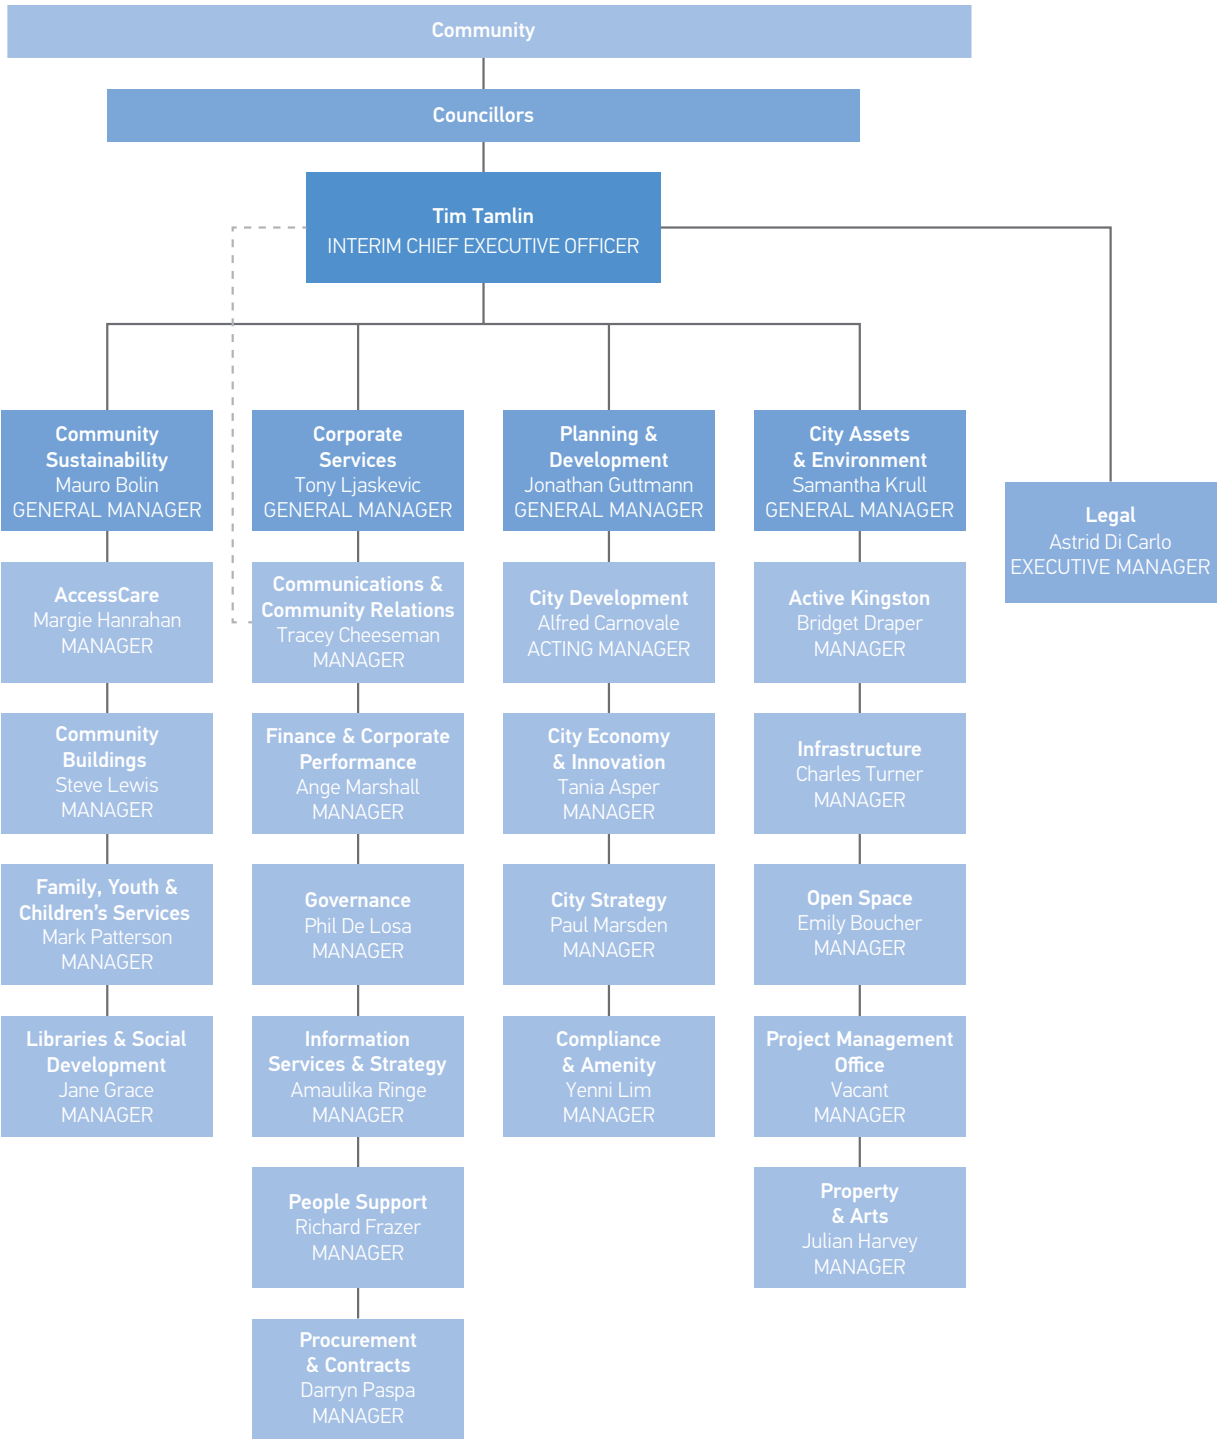 Community
Councillors
Tim Tamlin
INTERIM CHIEF EXECUTIVE OFFICER
Community
Sustainability
Mauro Bolin
GENERAL MANAGER
AccessCare
Margie Hanrahan
MANAGER
Community
Buildings
Steve Lewis
MANAGER
Family, Youth &
Children's Services
Mark Patterson
MANAGER
Libraries & Social
Development
Jane Grace
MANAGER
Corporate
Services
Tony Ljaskevic
GENERAL MANAGER
Communications &
Community Relations
Tracey Cheeseman
MANAGER
Finance & Corporate
Performance
Ange Marshall
MANAGER
Governance
Phil De Losa
MANAGER
Information
Services & Strategy
Amaulika Ringe
MANAGER
People Support
Richard Frazer
MANAGER
Procurement
& Contracts
Darryn Paspa
MANAGER
Planning &
Development
Jonathan Guttmann
GENERAL MANAGER
City Development
Alfred Carnovale
ACTING MANAGER
City Economy
& Innovation
Tania Asper
MANAGER
City Strategy
Paul Marsden
MANAGER
Compliance
& Amenity
Yenni Lim
MANAGER
City Assets
& Environment
Samantha Krull
GENERAL MANAGER
Active Kingston
Bridget Draper
MANAGER
Infrastructure
Charles Turner
MANAGER
Open Space
Emily Boucher
MANAGER
Project Management
Office
Vacant
MANAGER
Property
& Arts
Julian Harvey
MANAGER
Legal
Astrid Di Carlo
EXECUTIVE MANAGER